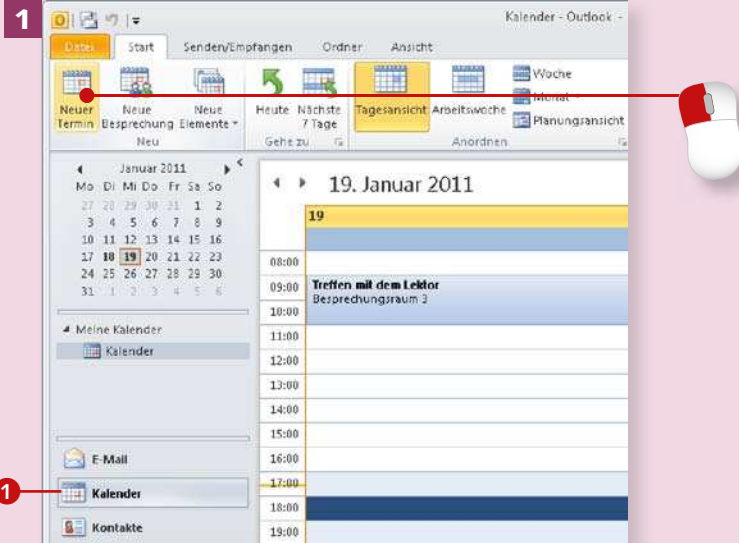 1
Kalender - Outlook -
Datei Start Senden/Empfangen Ordner Ansicht
Neuer Termin
Neue Besprechung
Neue Elemente
Heute
Nächste 7 Tage
Tagesansicht
Arbeitswoche
Woche
Monat
Planungsansicht
Neu
Gehe zu
Anordnen
Januar 2011
Mo Di Mi Do Fr Sa So
27 28 29 30 31 1 2
3 4 5 6 7 8 9
10 11 12 13 14 15 16
17 18 19 20 21 22 23
24 25 26 27 28 29 30
31 1 2 3 4 5 6
Meine Kalender
Kalender
E-Mail
1
Kalender
Kontakte
19. Januar 2011
19
08:00
09:00 Treffen mit dem Lektor
Besprechungsraum 3
10:00
11:00
12:00
13:00
14:00
15:00
16:00
17:00
18:00
19:00